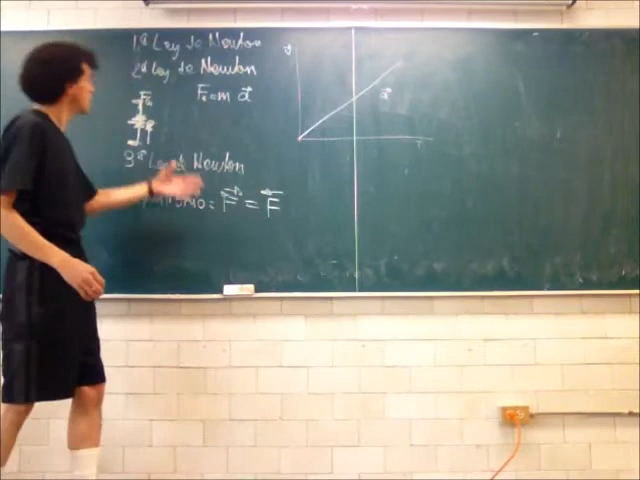 1ª Ley de Newton
2ª Ley de Newton
F = m a⃗
3ª Ley de Newton
F⃗ = F⃗
a⃗